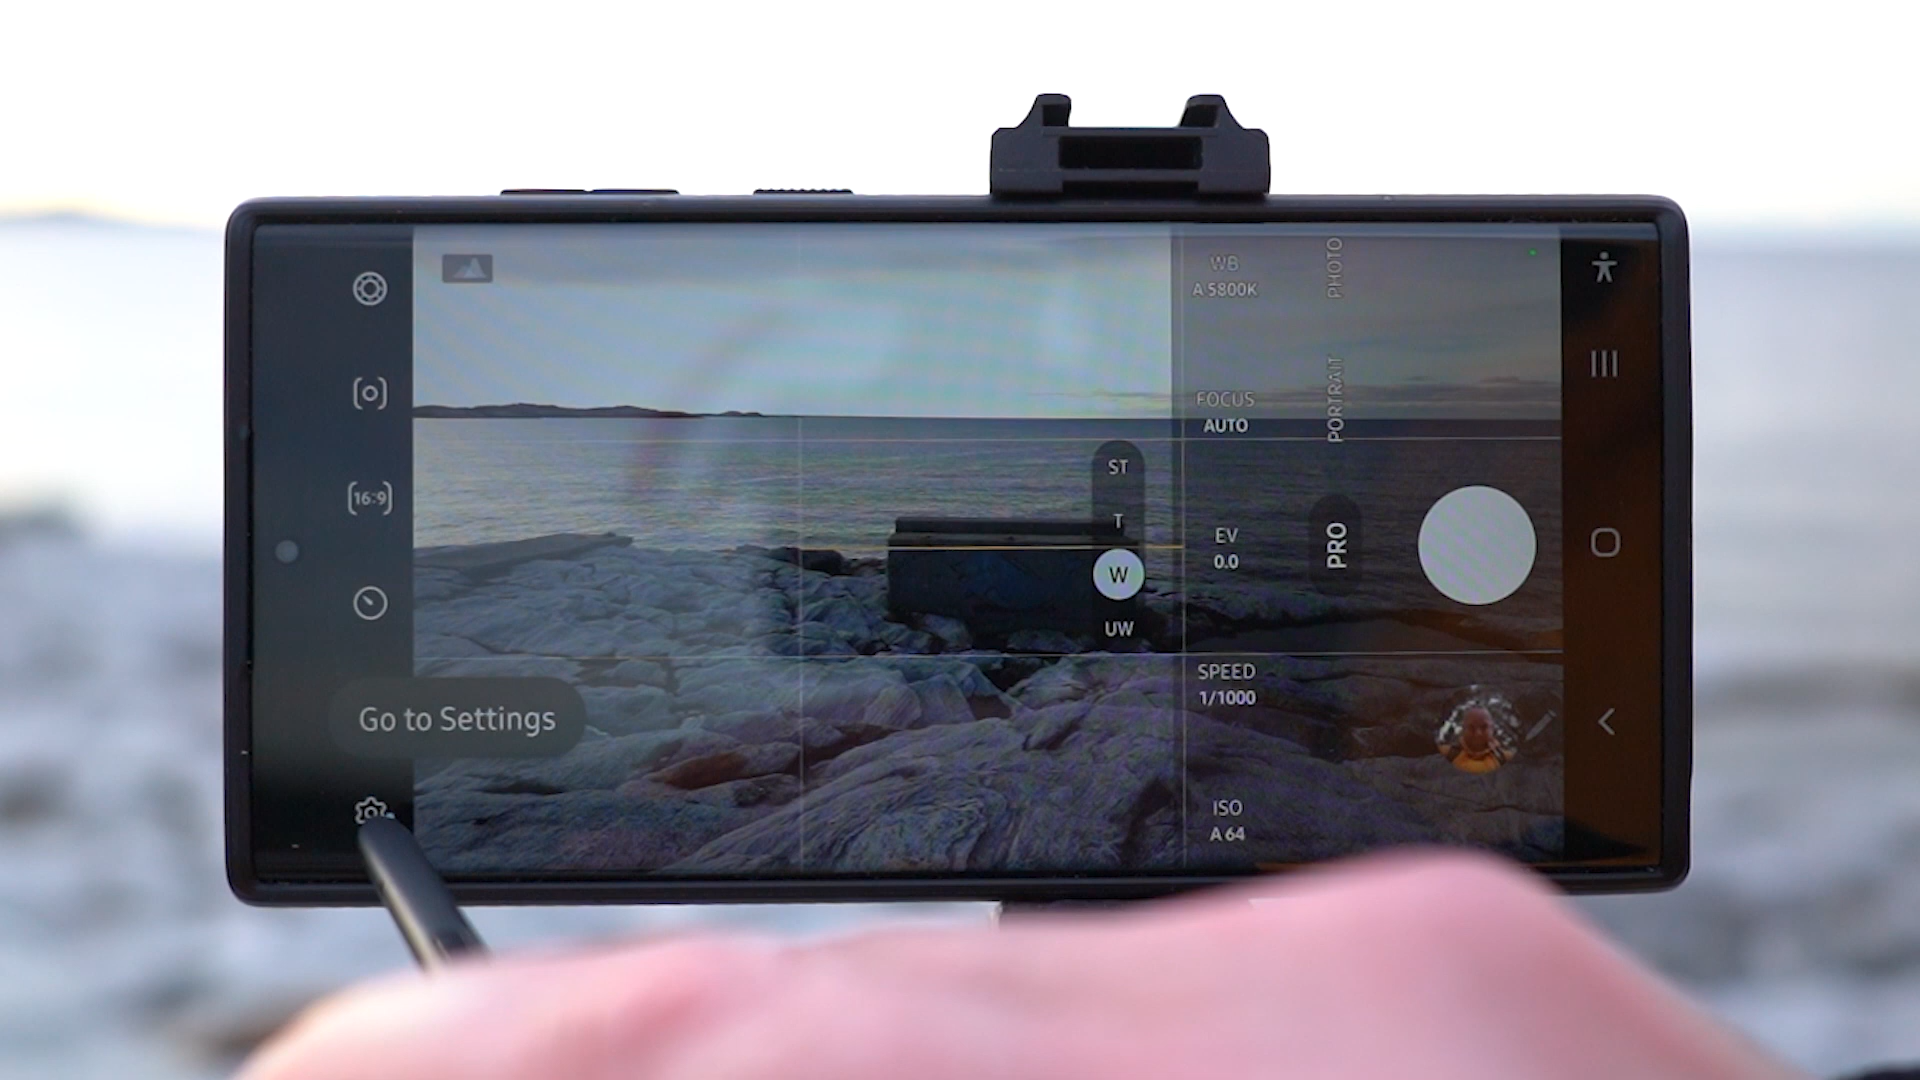 16:9
Go to Settings
ST
T
W
UW
WB
A 5800K
FOCUS
AUTO
EV
0.0
SPEED
1/1000
ISO
A 64
PHOTO
PORTRAIT
PRO